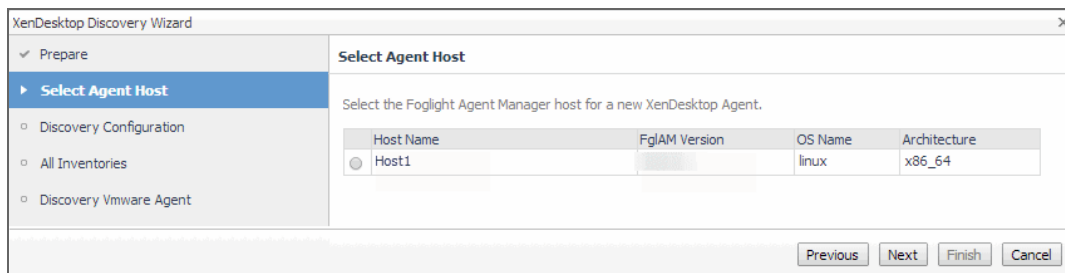 XenDesktop Discovery Wizard
Prepare
Select Agent Host
Discovery Configuration
All Inventories
Discovery Vmware Agent
Select Agent Host
Select the Foglight Agent Manager host for a new XenDesktop Agent.
Host Name FglAM Version OS Name Architecture
Host1 linux x86_64
Previous Next Finish Cancel